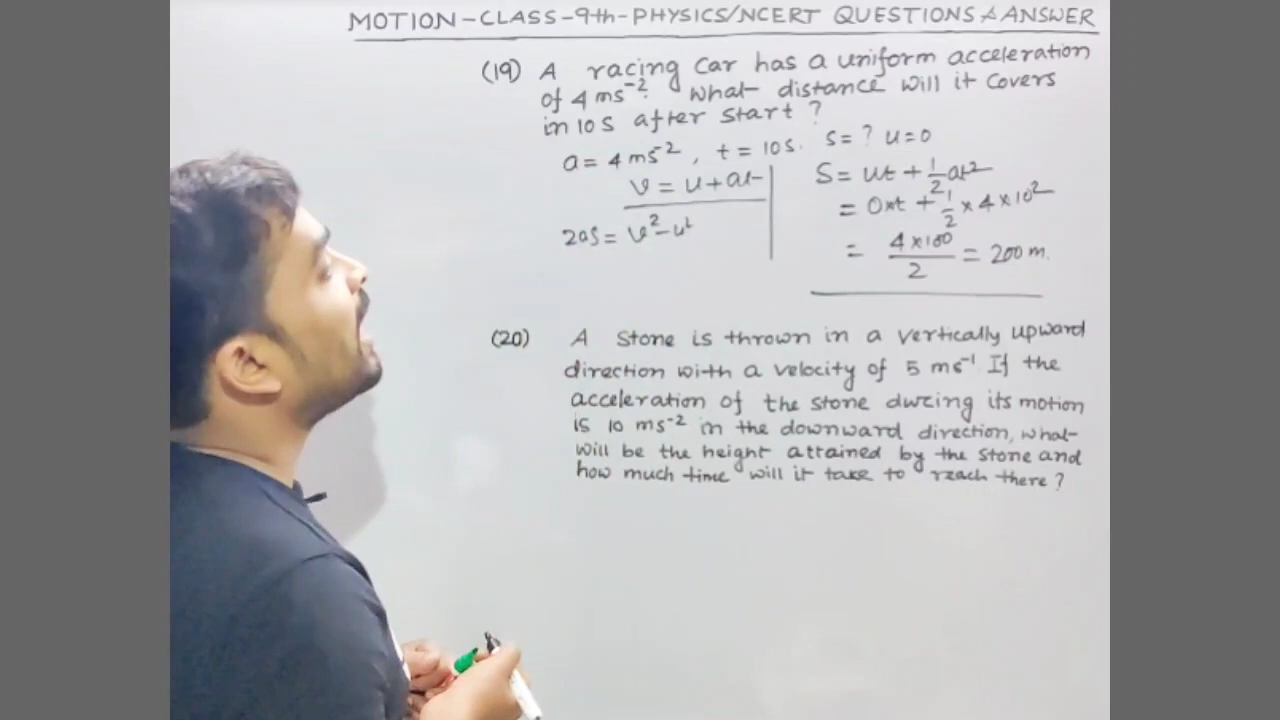 MOTION-CLASS-9th-PHYSICS/NCERT QUESTIONS & ANSWER
(19) A racing Car has a uniform acceleration
of 4 ms⁻². What distance will it covers
in 10 S after start ?
a = 4 ms⁻², t = 10 s. s = ? u = 0
v = u + at
2as = v² - u²
S = ut + 1/2 at²
= 0×t + 1/2 × 4 × 10²
= 4×100/2 = 200 m.
(20) A Stone is thrown in a vertically upward
direction with a velocity of 5 ms⁻¹ If the
acceleration of the stone during its motion
is 10 ms⁻² in the downward direction, what
will be the height attained by the stone and
how much time will it take to reach there ?